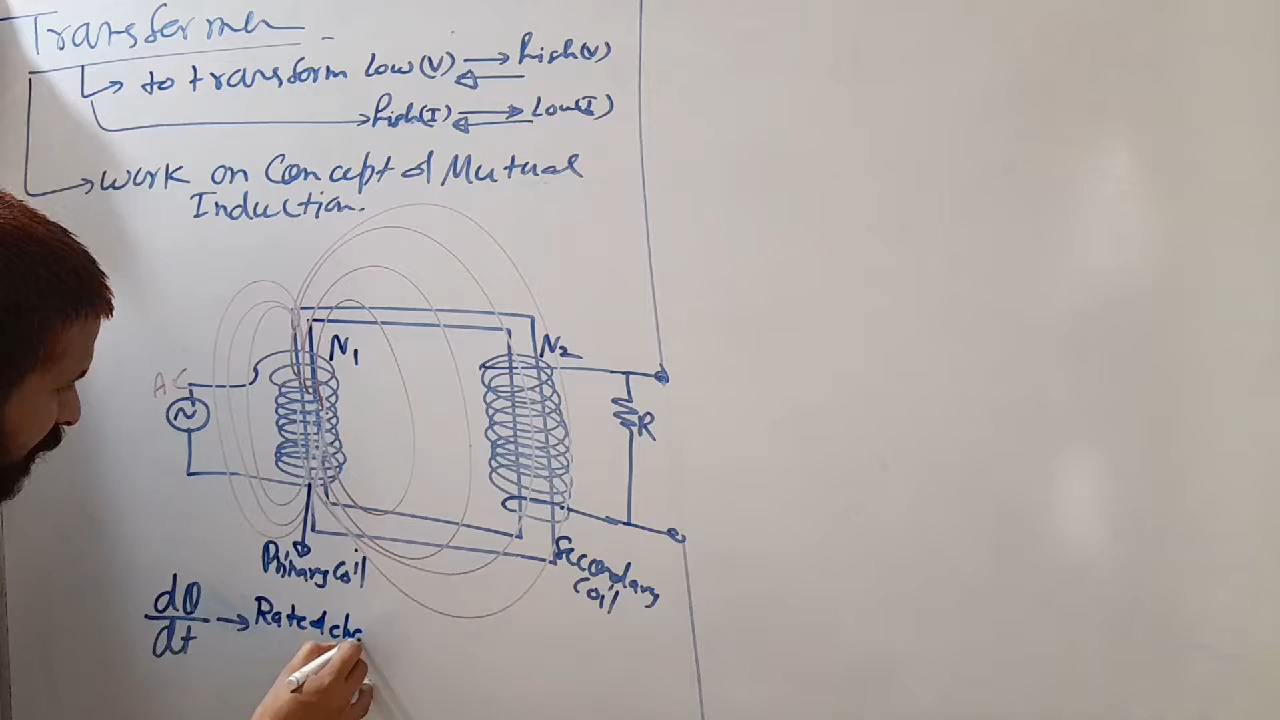 Transformer
to transform Low(V) → high(V)
high(I) → Low(I)
work on Concept of Mutual
Induction.
N1
N2
AC
R
Primary Coil
Secondary
Coil
dθ/dt → Rate of cha